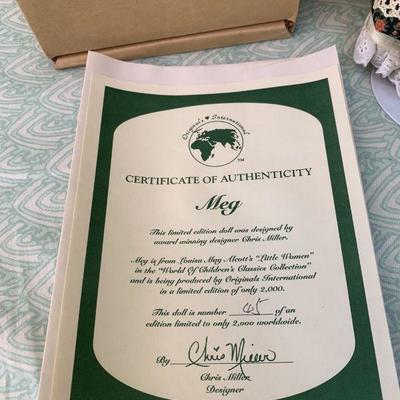 Originals ♥ International
TM
CERTIFICATE OF AUTHENTICITY
Meg
This limited edition doll was designed by
award winning designer Chris Miller.
Meg is from Louisa May Alcott's "Little Women"
in the "World Of Children's Classics Collection"
and is being produced by Originals International
in a limited edition of only 2,000.
This doll is number 45 of an
edition limited to only 2,000 worldwide.
By Chris Miller
Chris Miller
Designer